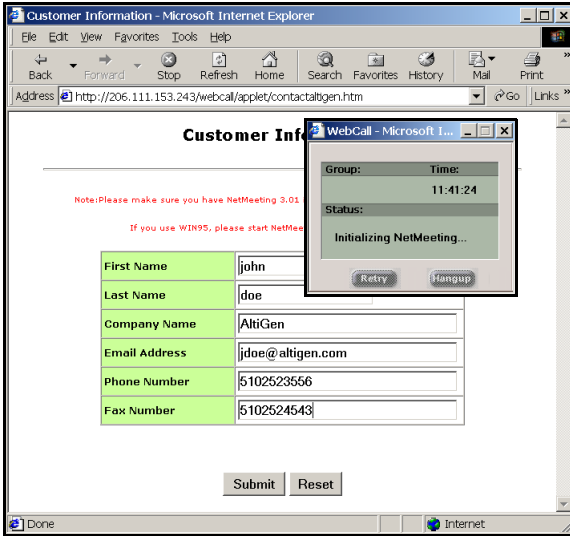 Customer Information - Microsoft Internet Explorer
File Edit View Favorites Tools Help
Back Forward Stop Refresh Home Search Favorites History Mail Print »
Address http://206.111.153.243/webcall/applet/contactaltigen.htm Go Links »
Customer Inf
WebCall - Microsoft I...
Group: Time:
11:41:24
Status:
Initializing NetMeeting...
Retry Hangup
Note:Please make sure you have NetMeeting 3.01
If you use WIN95, please start NetMee
First Name john
Last Name doe
Company Name AltiGen
Email Address jdoe@altigen.com
Phone Number 5102523556
Fax Number 5102524543
Submit Reset
Done Internet